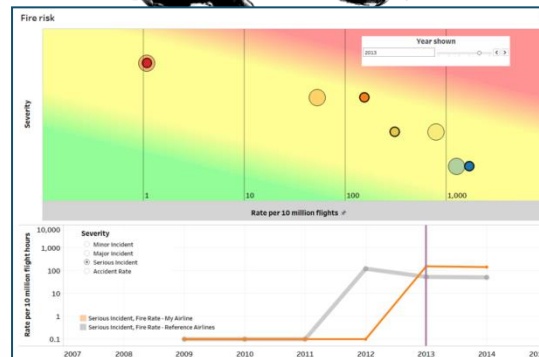 Fire risk
Year shown
2013
Severity
1
10
100
1,000
Rate per 10 million flights
10,000
1,000
100
10
1
0.1
Rate per 10 million flight hours
Severity
Minor Incident
Major Incident
Serious Incident
Accident Rate
Serious Incident, Fire Rate - My Airline
Serious Incident, Fire Rate - Reference Airlines
2007
2008
2009
2010
2011
2012
2013
2014